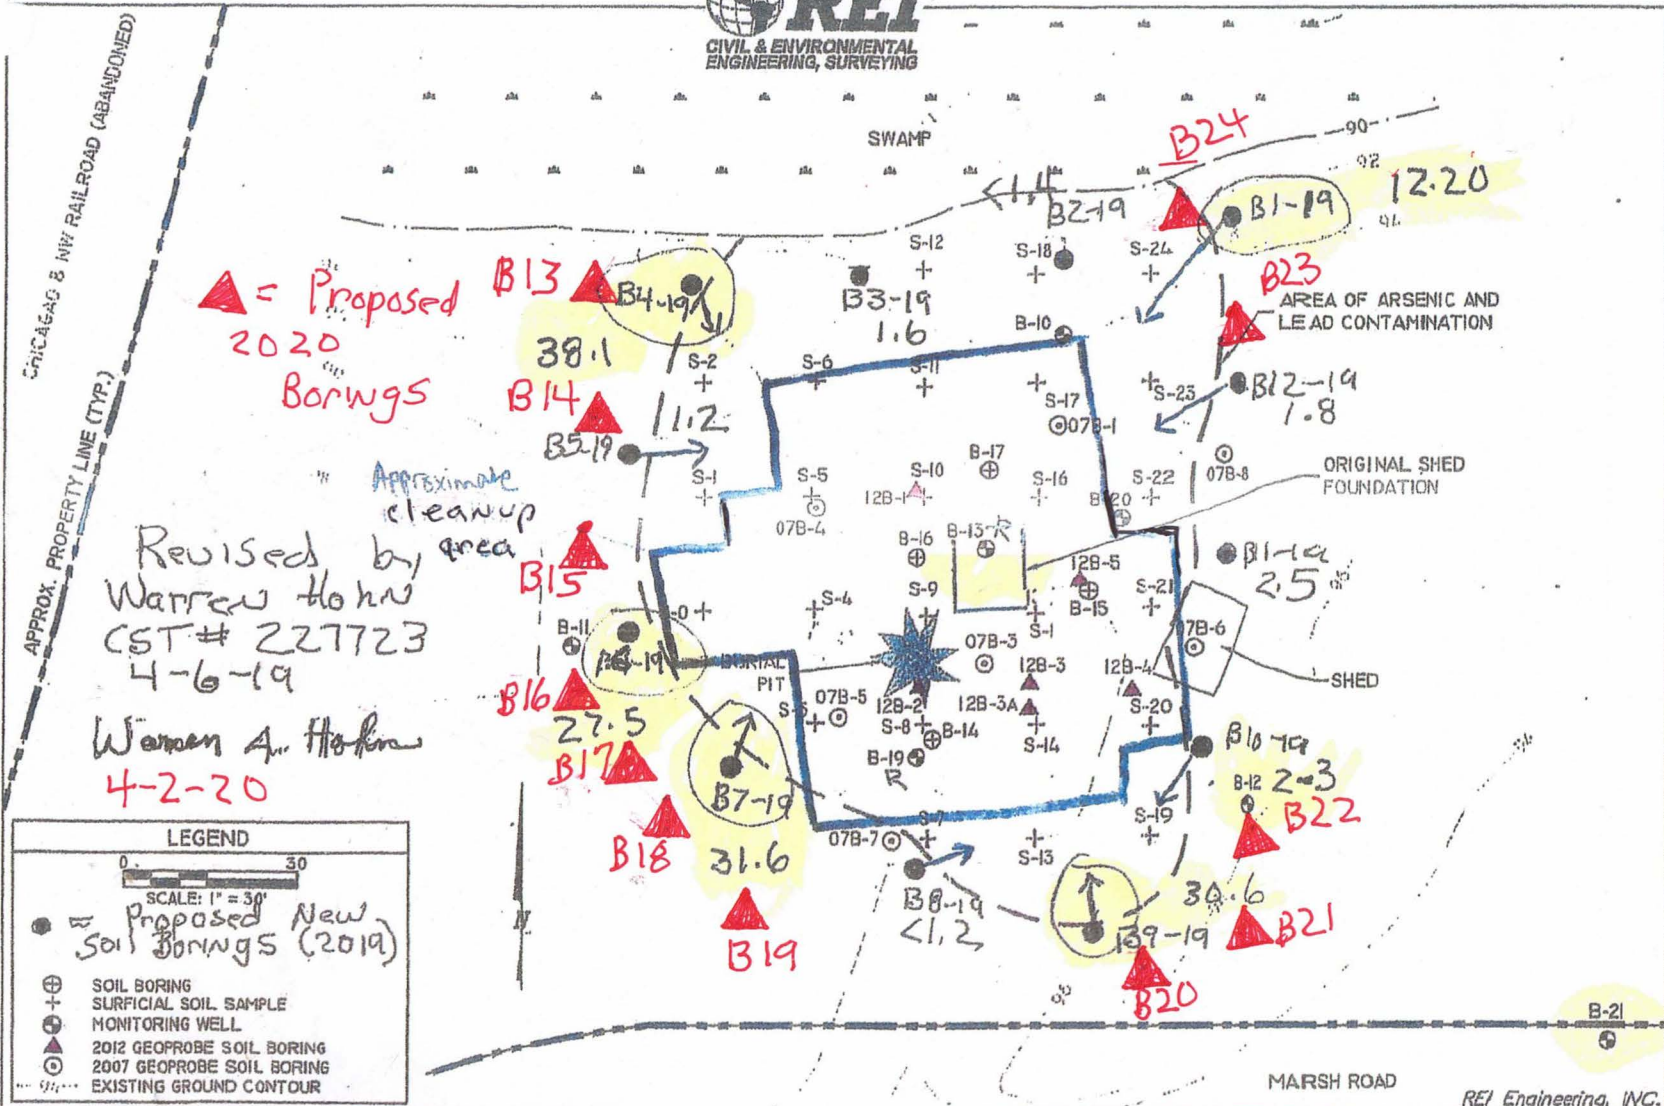 REI
CIVIL & ENVIRONMENTAL
ENGINEERING, SURVEYING
CHICAGAO & NW RAILROAD (ABANDONED)
APPROX. PROPERTY LINE (TYP.)
SWAMP
90
92
94
12.20
B24
<1.4
B2-19
B1-19
S-12
S-18
S-24
B23
AREA OF ARSENIC AND
LEAD CONTAMINATION
= Proposed
2020
Borings
B13
B4-19
38.1
B3-19
1.6
B-10
S-2
S-6
S-11
S-17
S-23
B12-19
1.8
B14
1.2
B5-19
07B-1
B-17
07B-8
ORIGINAL SHED
FOUNDATION
Approximate
cleanup
area
S-1
S-5
07B-4
S-10
12B-1
S-16
S-22
B-20
B-16
B-13-R
Revised by
Warren Hohn
CST# 227723
4-6-19
Warren A. Hohn
4-2-20
B15
S-4
S-9
12B-5
B-15
S-21
2.5
B-11
S-1
07B-3
07B-6
BURIAL
PIT
SHED
B16
27.5
07B-5
12B-2
S-8
B-14
12B-3
12B-3A
S-14
12B-4
S-20
B-19
R
B17
B7-19
B10-19
B-12
2.3
B22
B18
31.6
07B-7
S-7
S-13
S-19
B8-19
<1.2
30.6
B9-19
B21
B19
B20
N
B-21
LEGEND
0 30
SCALE: 1" = 30'
= Proposed New
Soil Borings (2019)
SOIL BORING
SURFICIAL SOIL SAMPLE
MONITORING WELL
2012 GEOPROBE SOIL BORING
2007 GEOPROBE SOIL BORING
EXISTING GROUND CONTOUR
MARSH ROAD
REI Engineering, INC.